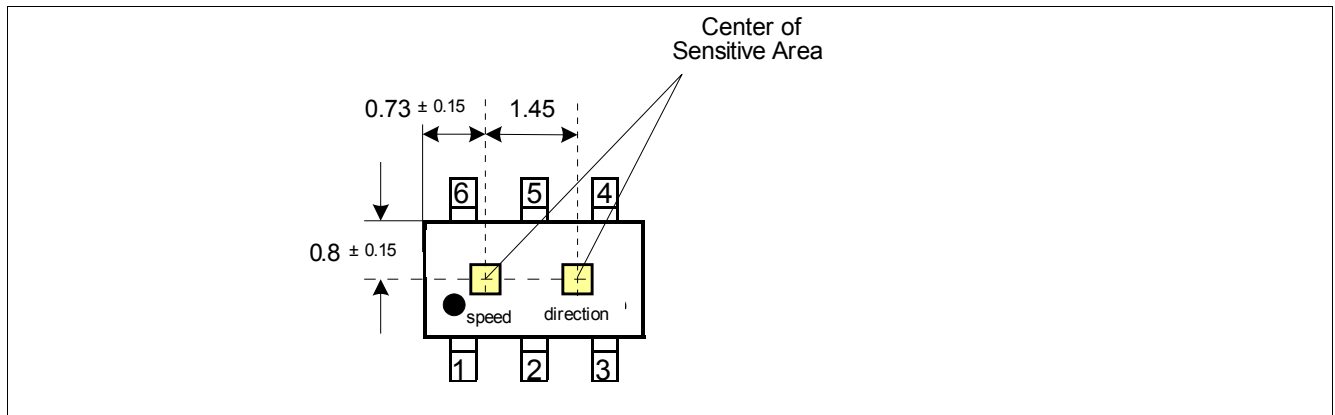 Center of
Sensitive Area
0.73 ± 0.15
1.45
6 5 4
0.8 ± 0.15
speed direction
1 2 3